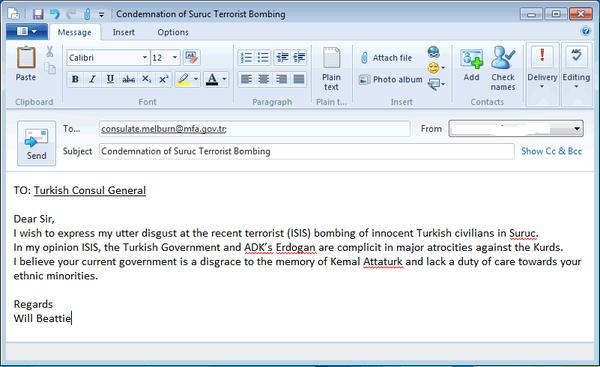 Condemnation of Suruc Terrorist Bombing
Message Insert Options
Paste
Calibri 12
B I U abc X₂ X² A
Plain text
Attach file
Photo album
Add
Check names
Delivery
Editing
Clipboard Font Paragraph Plain t... Insert Contacts
To... consulate.melburn@mfa.gov.tr; From
Send
Subject Condemnation of Suruc Terrorist Bombing Show Cc & Bcc
TO: Turkish Consul General
Dear Sir,
I wish to express my utter disgust at the recent terrorist (ISIS) bombing of innocent Turkish civilians in Suruc.
In my opinion ISIS, the Turkish Government and ADK's Erdogan are complicit in major atrocities against the Kurds.
I believe your current government is a disgrace to the memory of Kemal Attaturk and lack a duty of care towards your
ethnic minorities.
Regards
Will Beattie